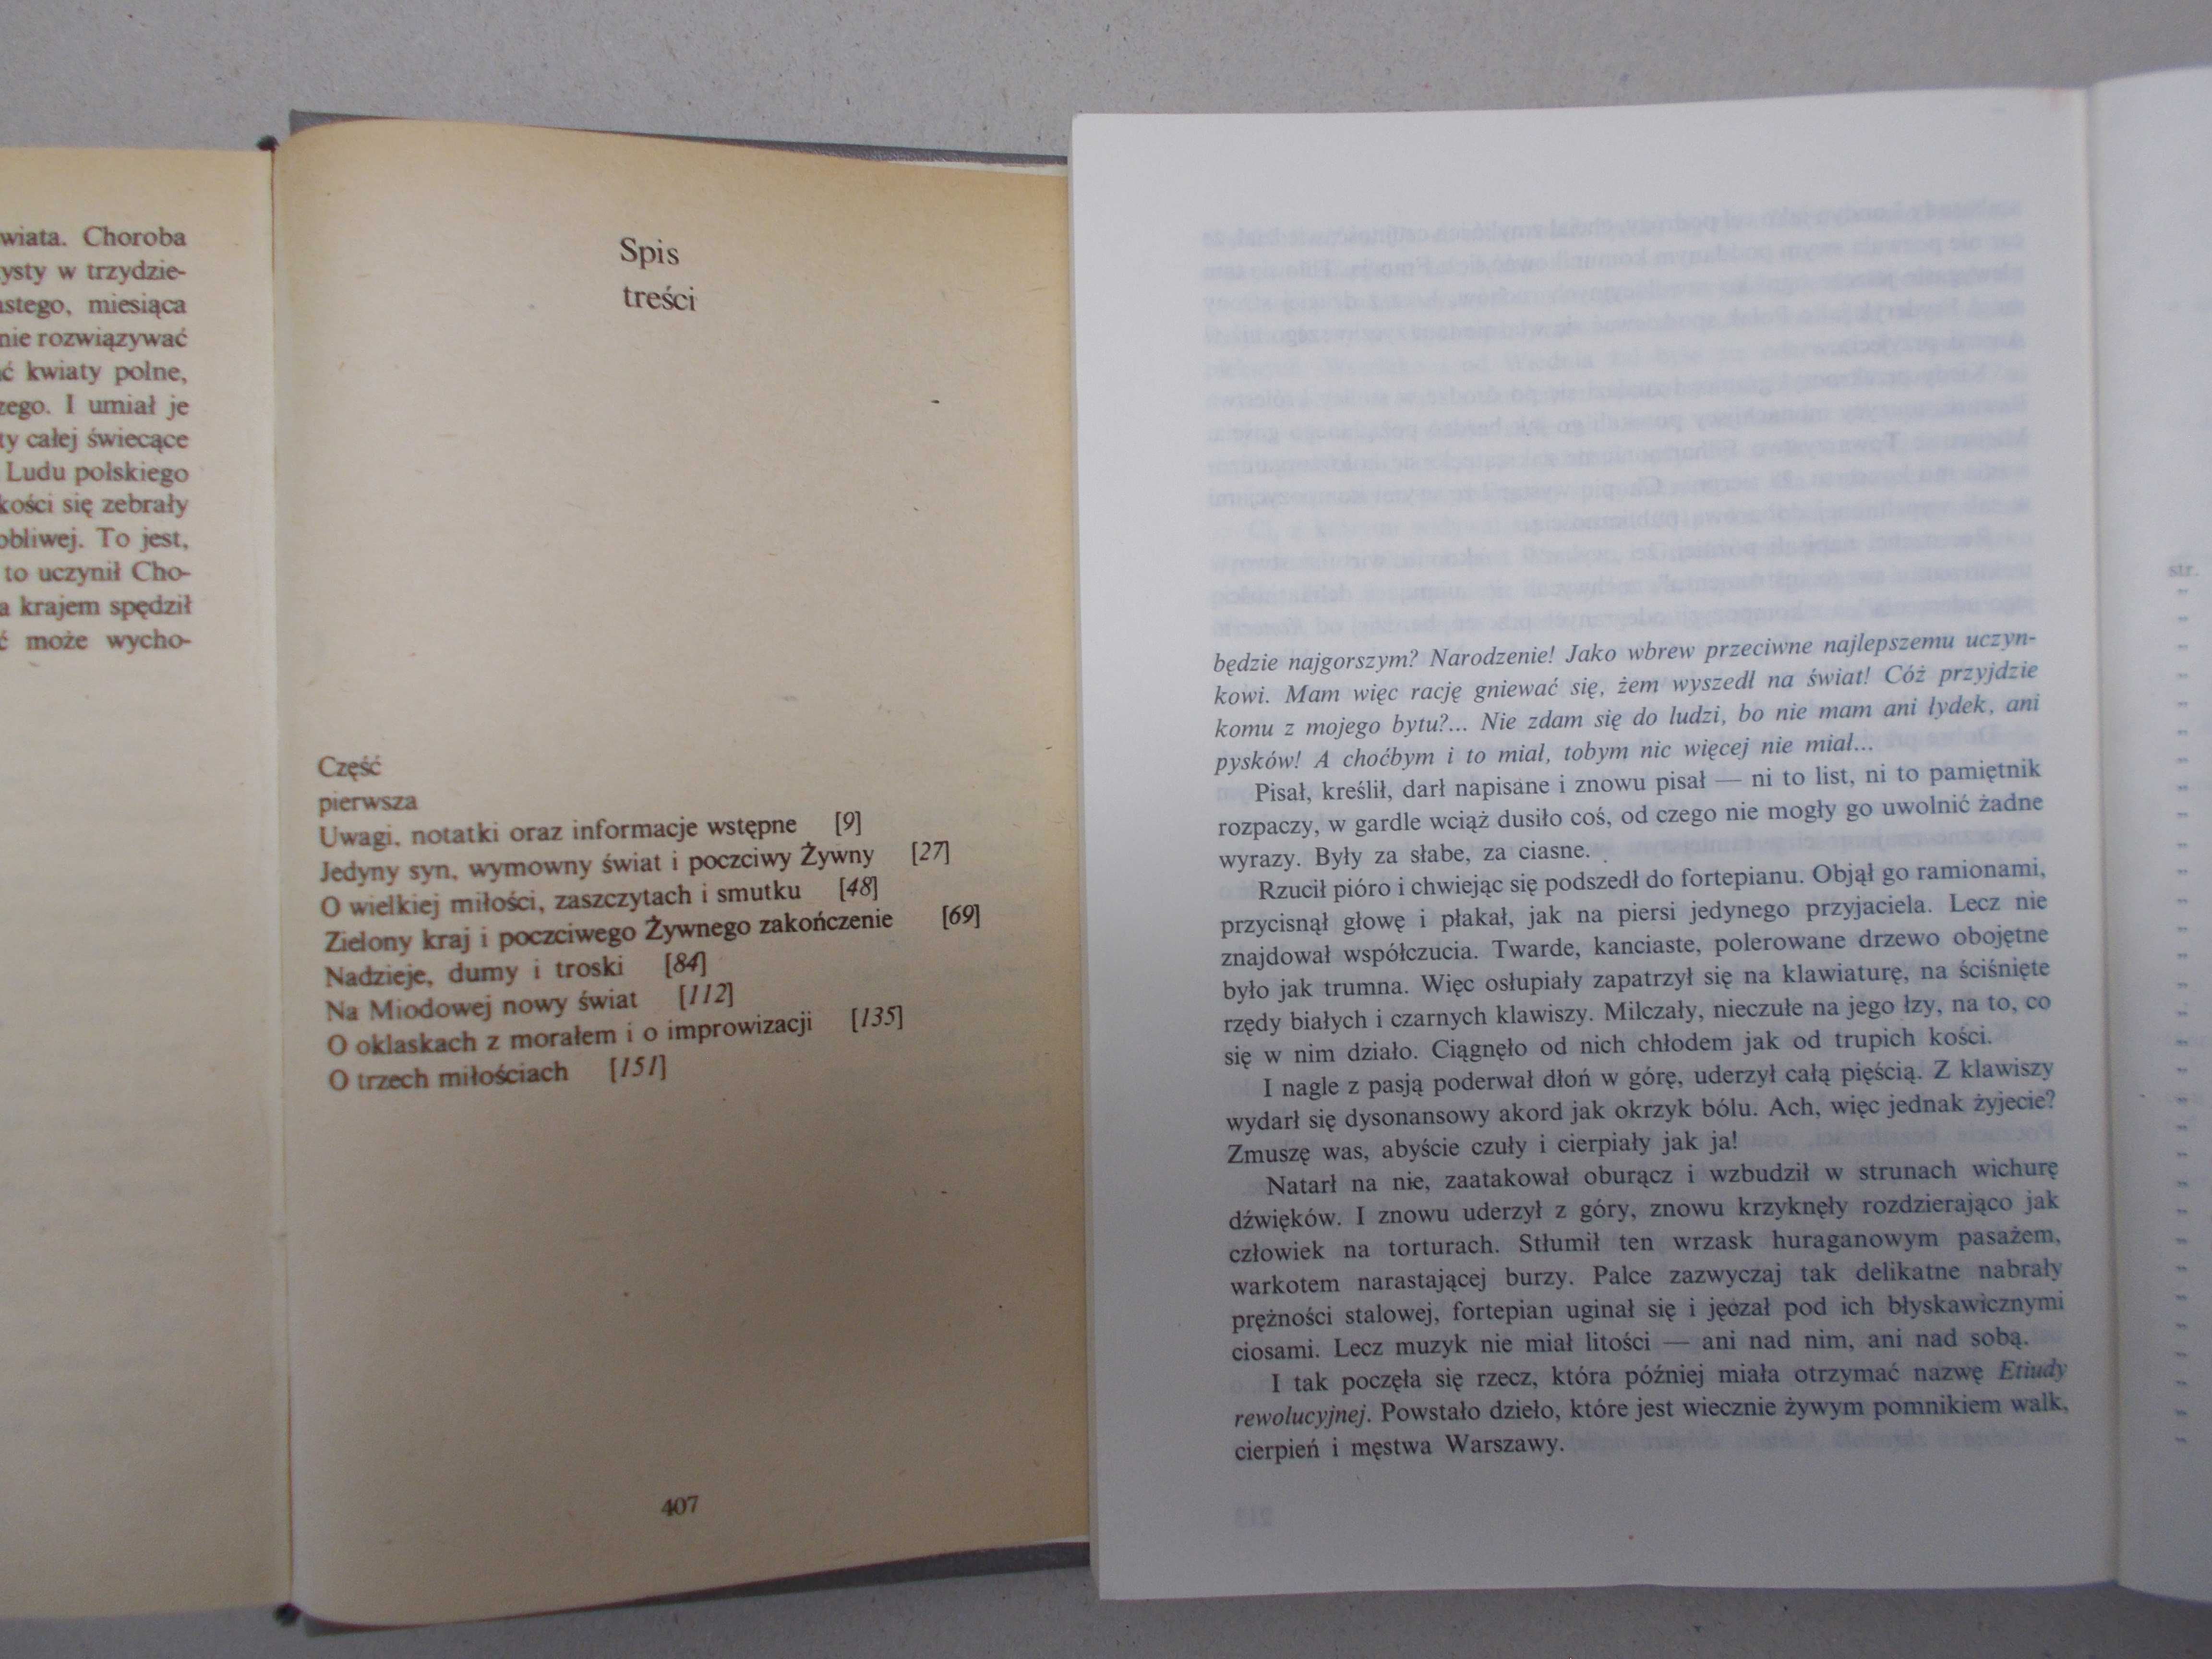 wiata. Choroba
ysty w trzydzie-
astego, miesiąca
nie rozwiązywać
ć kwiaty polne,
zego. I umiał je
ty całej świecące
Ludu polskiego
kości się zebrały
obliwej. To jest,
to uczynił Cho-
a krajem spędził
ć może wycho-
Spis
treści
Część
pierwsza
Uwagi, notatki oraz informacje wstępne [9]
Jedyny syn, wymowny świat i poczciwy Żywny [27]
O wielkiej miłości, zaszczytach i smutku [48]
Zielony kraj i poczciwego Żywnego zakończenie [69]
Nadzieje, dumy i troski [84]
Na Miodowej nowy świat [112]
O oklaskach z morałem i o improwizacji [135]
O trzech miłościach [151]
407
będzie najgorszym? Narodzenie! Jako wbrew przeciwne najlepszemu uczyn-
kowi. Mam więc rację gniewać się, żem wyszedł na świat! Cóż przyjdzie
komu z mojego bytu?... Nie zdam się do ludzi, bo nie mam ani łydek, ani
pysków! A choćbym i to miał, tobym nic więcej nie miał...
Pisał, kreślił, darł napisane i znowu pisał — ni to list, ni to pamiętnik
rozpaczy, w gardle wciąż dusiło coś, od czego nie mogły go uwolnić żadne
wyrazy. Były za słabe, za ciasne.
Rzucił pióro i chwiejąc się podszedł do fortepianu. Objął go ramionami,
przycisnął głowę i płakał, jak na piersi jedynego przyjaciela. Lecz nie
znajdował współczucia. Twarde, kanciaste, polerowane drzewo obojętne
było jak trumna. Więc osłupiały zapatrzył się na klawiaturę, na ściśnięte
rzędy białych i czarnych klawiszy. Milczały, nieczułe na jego łzy, na to, co
się w nim działo. Ciągnęło od nich chłodem jak od trupich kości.
I nagle z pasją poderwał dłoń w górę, uderzył całą pięścią. Z klawiszy
wydarł się dysonansowy akord jak okrzyk bólu. Ach, więc jednak żyjecie?
Zmuszę was, abyście czuły i cierpiały jak ja!
Natarł na nie, zaatakował oburącz i wzbudził w strunach wichurę
dźwięków. I znowu uderzył z góry, znowu krzyknęły rozdzierająco jak
człowiek na torturach. Stłumił ten wrzask huraganowym pasażem,
warkotem narastającej burzy. Palce zazwyczaj tak delikatne nabrały
prężności stalowej, fortepian uginał się i jęczał pod ich błyskawicznymi
ciosami. Lecz muzyk nie miał litości — ani nad nim, ani nad sobą.
I tak poczęła się rzecz, która później miała otrzymać nazwę Etiudy
rewolucyjnej. Powstało dzieło, które jest wiecznie żywym pomnikiem walk,
cierpień i męstwa Warszawy.
str.